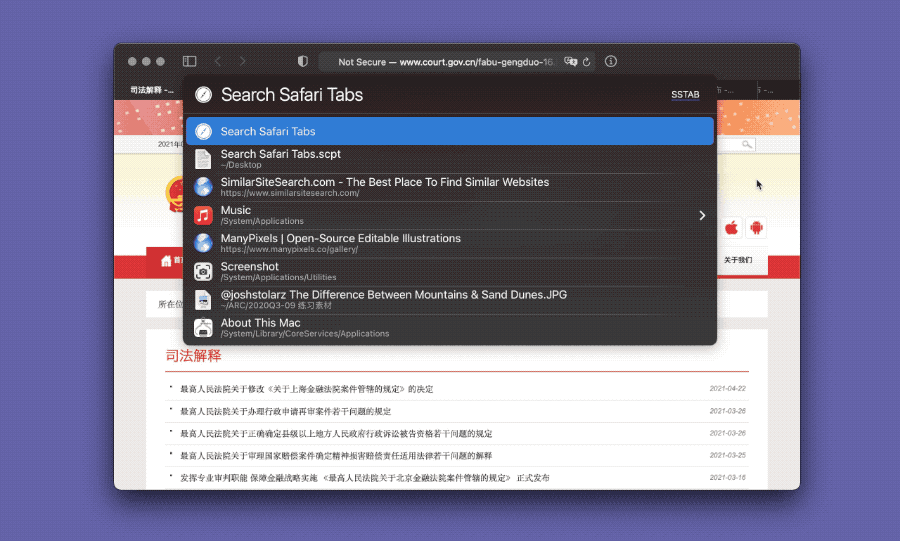 Not Secure — www.court.gov.cn/fabu-gengduo-16.
司法解释 -...
Search Safari Tabs
SSTAB
Search Safari Tabs
Search Safari Tabs.scpt
~/Desktop
SimilarSiteSearch.com - The Best Place To Find Similar Websites
https://www.similarsitesearch.com/
Music
/System/Applications
ManyPixels | Open-Source Editable Illustrations
https://www.manypixels.co/gallery/
Screenshot
/System/Applications/Utilities
@joshstolarz The Difference Between Mountains & Sand Dunes.JPG
~/ARC/2020Q3-09 练习素材
About This Mac
/System/Library/CoreServices/Applications
2021年
首
关于我们
所在位
司法解释
最高人民法院关于修改《关于上海金融法院案件管辖的规定》的决定 2021-04-22
最高人民法院关于办理行政申请再审案件若干问题的规定 2021-03-26
最高人民法院关于正确确定县级以上地方人民政府行政诉讼被告资格若干问题的规定 2021-03-26
最高人民法院关于审理国家赔偿案件确定精神损害赔偿责任适用法律若干问题的解释 2021-03-25
发挥专业审判职能 保障金融战略实施 《最高人民法院关于北京金融法院案件管辖的规定》 正式发布 2021-03-16